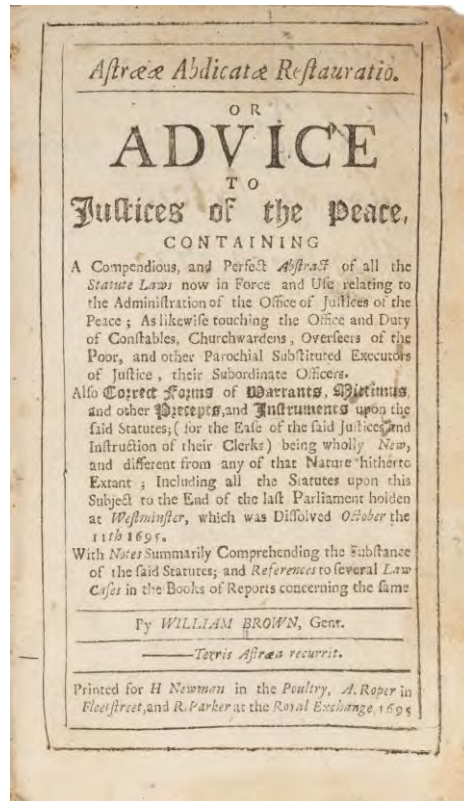 Aſtrææ Abdicatæ Reſtauratio.
OR
ADVICE
TO
Juſtices of the Peace,
CONTAINING
A Compendious, and Perfect Abſtract of all the
Statute Laws now in Force and Uſe relating to
the Adminiſtration of the Office of Juſtices of the
Peace ; As likewiſe touching the Office and Duty
of Conſtables, Churchwardens, Overſeers of the
Poor, and other Parochial Subſtituted Executors
of Juſtice , their Subordinate Officers.
Alſo Correct Forms of Warrants, Mittimus,
and other Precepts, and Inſtruments upon the
ſaid Statutes; (for the Eaſe of the ſaid Juſtices and
Inſtruction of their Clerks) being wholly New,
and different from any of that Nature hitherto
Extant ; Including all the Statutes upon this
Subject to the End of the laſt Parliament holden
at Weſtminſter, which was Diſſolved October the
11th 1695.
With Notes Summarily Comprehending the Subſtance
of the ſaid Statutes; and References to ſeveral Law
Caſes in the Books of Reports concerning the ſame
By WILLIAM BROWN, Gent.
——Terris Aſtræa recurrit.
Printed for H Newman in the Poultry, A. Roper in
Fleetſtreet, and R. Parker at the Royal Exchange 1695